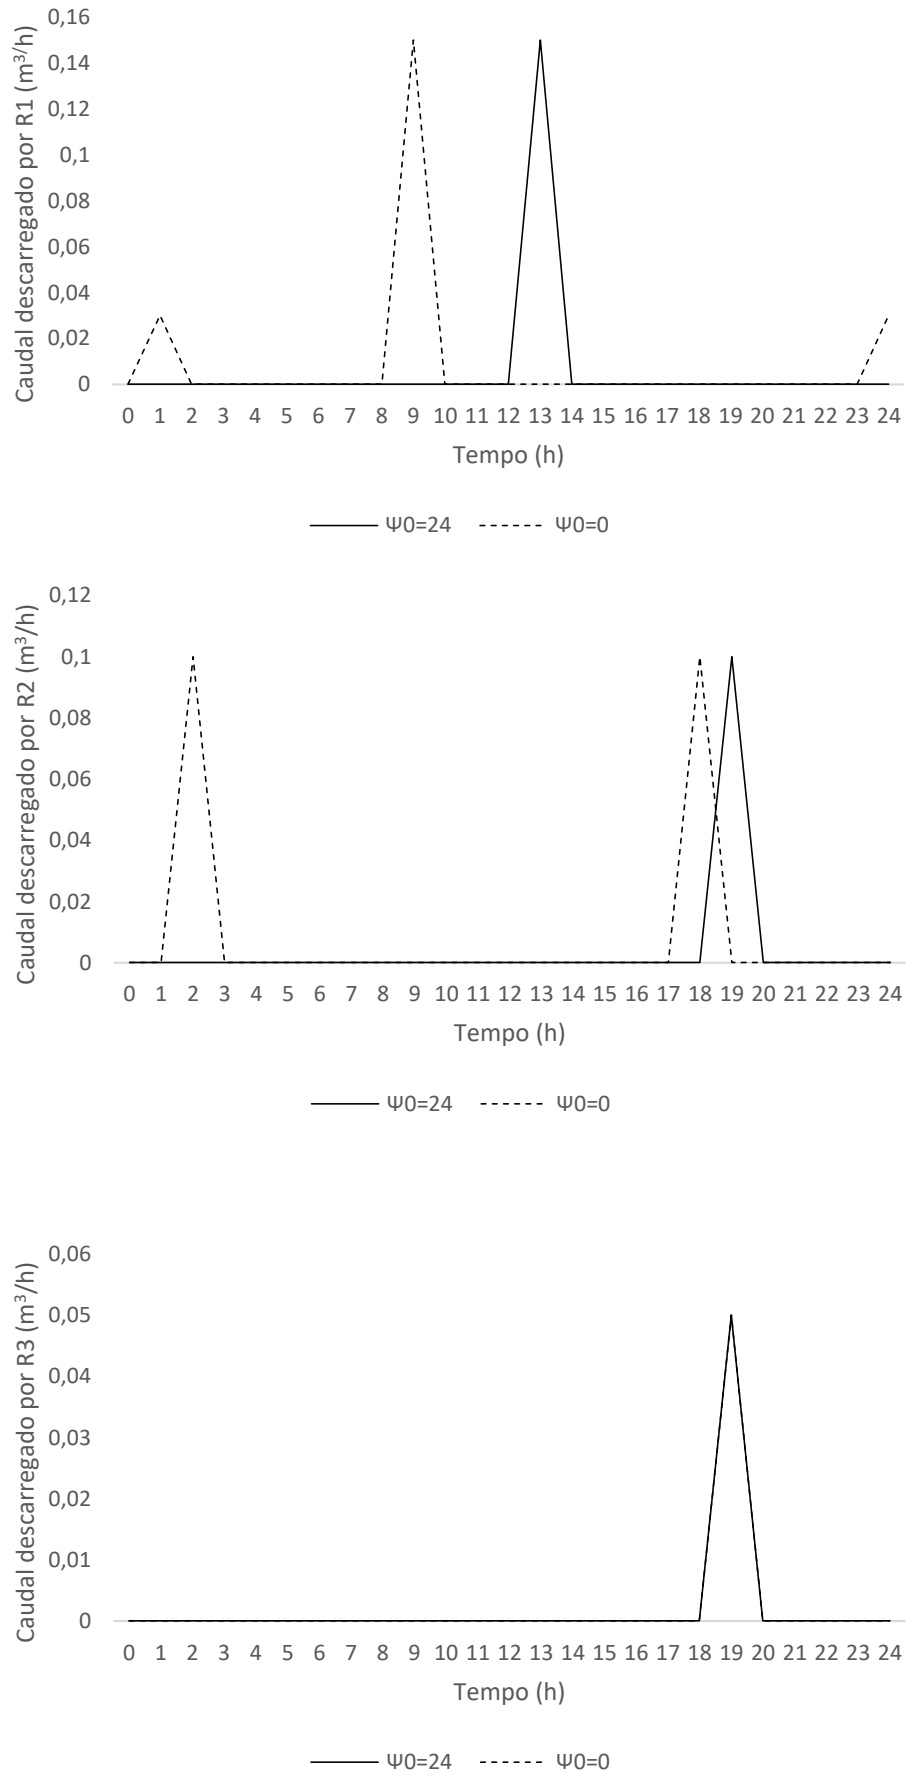 Caudal descarregado por R1 (m³/h)
0,16
0,14
0,12
0,1
0,08
0,06
0,04
0,02
0
0 1 2 3 4 5 6 7 8 9 10 11 12 13 14 15 16 17 18 19 20 21 22 23 24
Tempo (h)
Ψ0=24 Ψ0=0
Caudal descarregado por R2 (m³/h)
0,12
0,1
0,08
0,06
0,04
0,02
0
0 1 2 3 4 5 6 7 8 9 10 11 12 13 14 15 16 17 18 19 20 21 22 23 24
Tempo (h)
Ψ0=24 Ψ0=0
Caudal descarregado por R3 (m³/h)
0,06
0,05
0,04
0,03
0,02
0,01
0
0 1 2 3 4 5 6 7 8 9 10 11 12 13 14 15 16 17 18 19 20 21 22 23 24
Tempo (h)
Ψ0=24 Ψ0=0